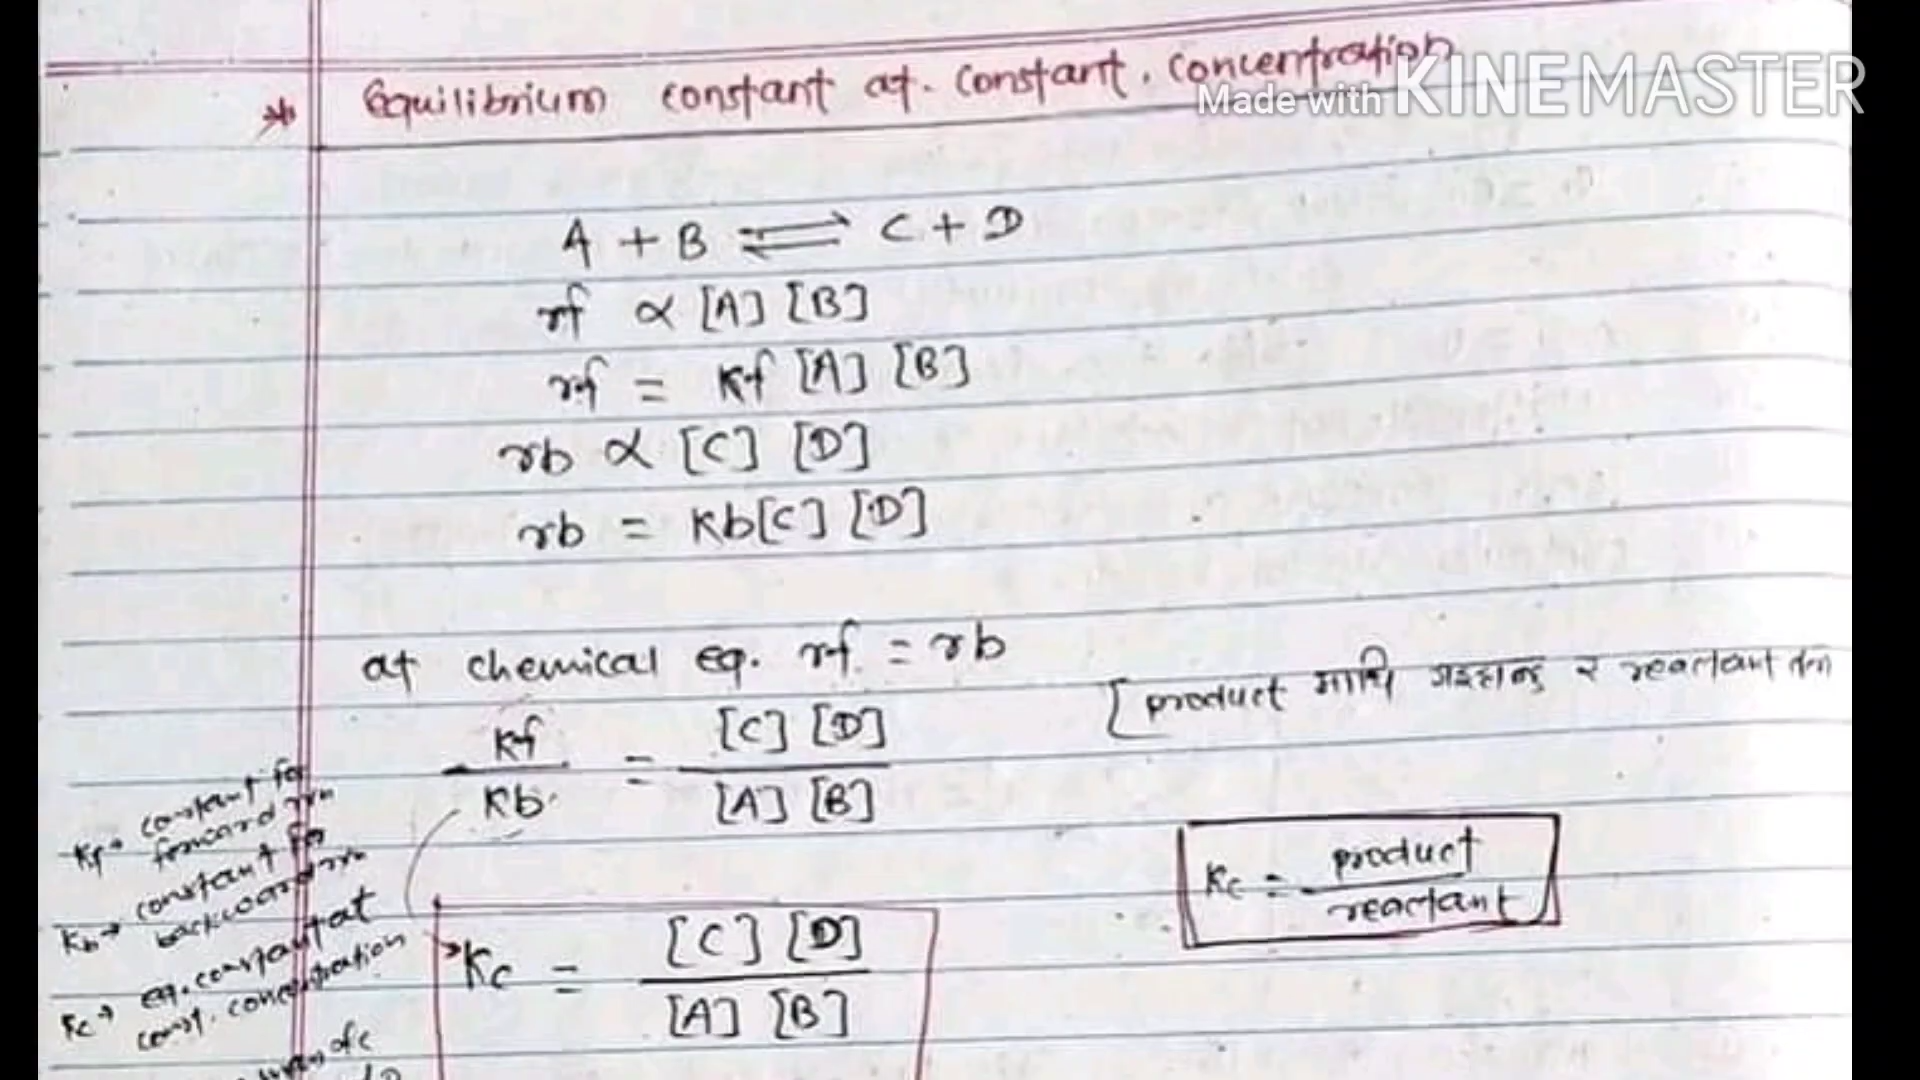 Equilibrium constant at. constant. concentration
Made with KINEMASTER
A + B ⇌ C + D
rf ∝ [A] [B]
rf = Kf [A] [B]
rb ∝ [C] [D]
rb = Kb[C] [D]
at chemical eq. rf = rb
[product माथि र reactant
Kf / Kb = [C] [D] / [A] [B]
Kc = product / reactant
Kc = [C] [D] / [A] [B]
Kf → constant for
forward rxn
Kb → constant for
backward rxn
Kc → eq. constant at
const. concentration
of c